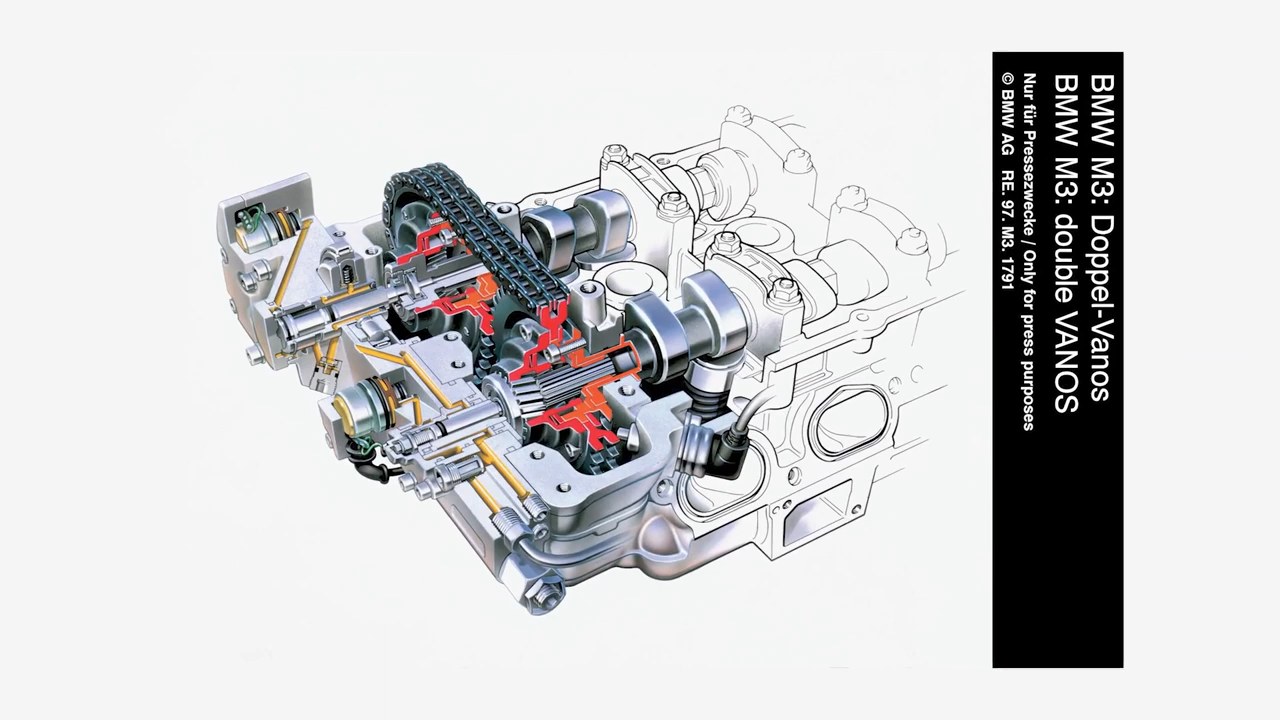 BMW M3: Doppel-Vanos
BMW M3: double VANOS
Nur für Pressezwecke / Only for press purposes
© BMW AG RE. 97. M3. 1791